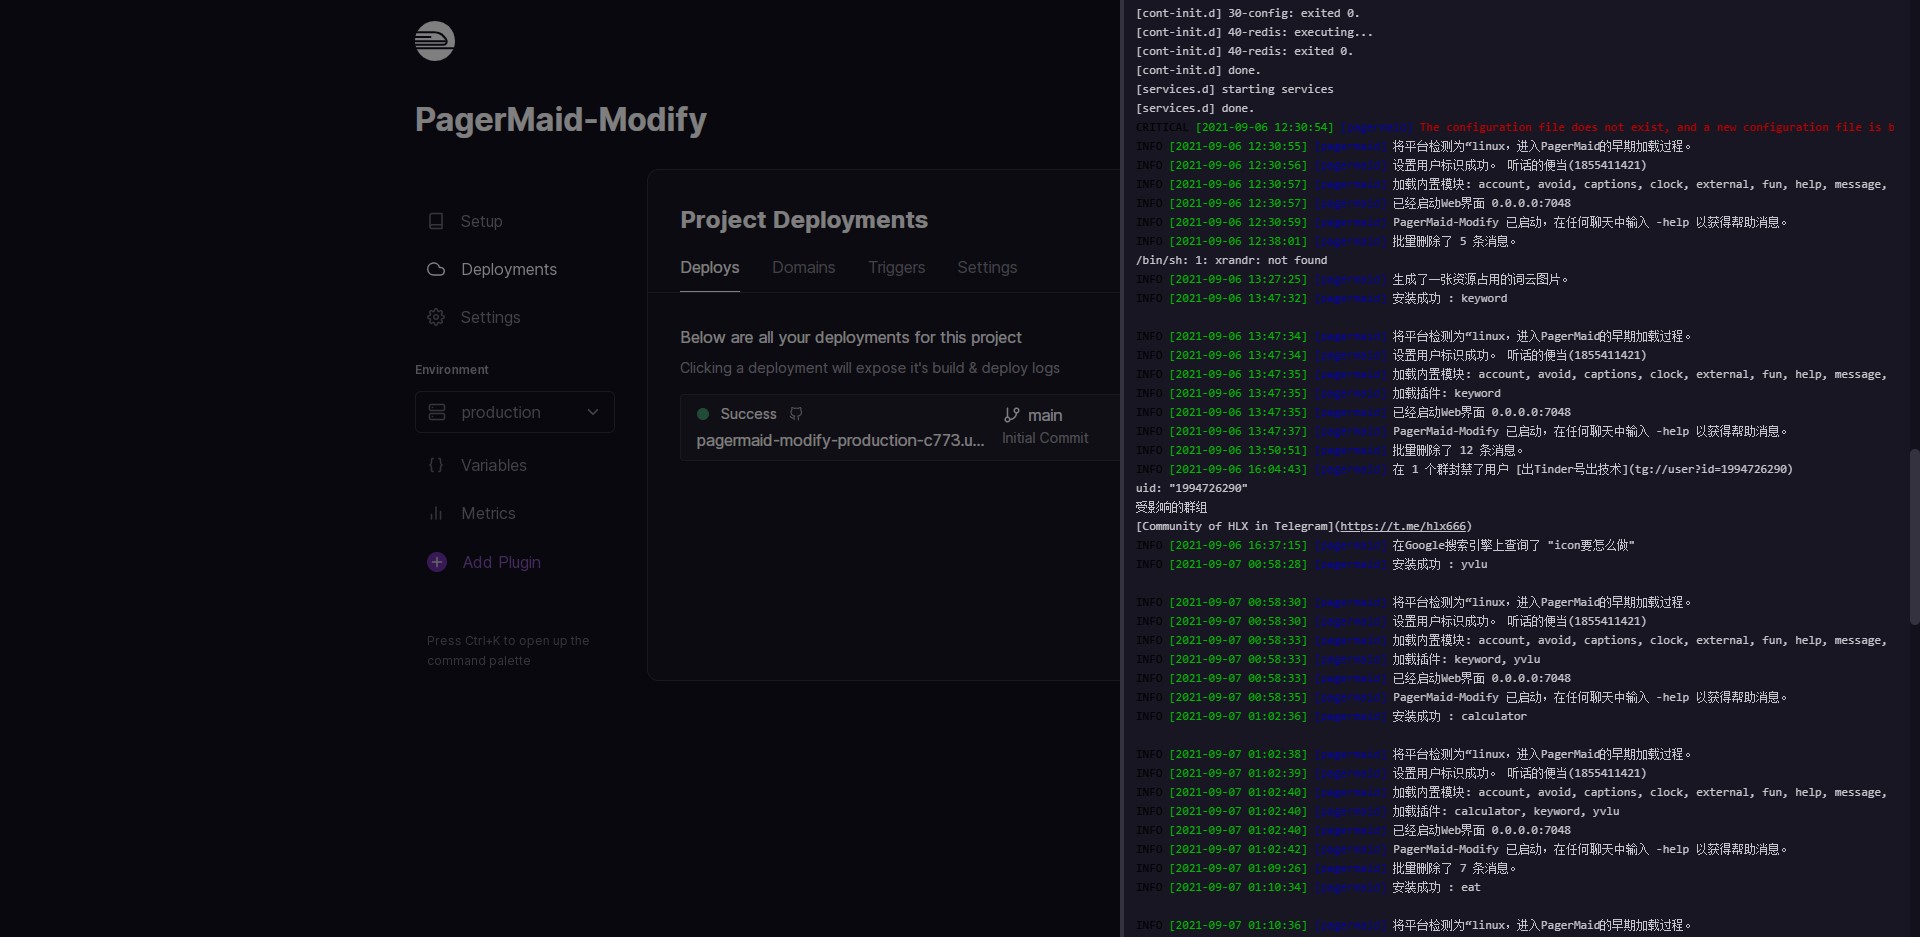 PagerMaid-Modify
Setup
Deployments
Settings
Environment
production
Variables
Metrics
Add Plugin
Press Ctrl+K to open up the
command palette
Project Deployments
Deploys Domains Triggers Settings
Below are all your deployments for this project
Clicking a deployment will expose it's build & deploy logs
Success
pagermaid-modify-production-c773.u...
main
Initial Commit
[cont-init.d] 30-config: exited 0.
[cont-init.d] 40-redis: executing...
[cont-init.d] 40-redis: exited 0.
[cont-init.d] done.
[services.d] starting services
[services.d] done.
CRITICAL [2021-09-06 12:30:54] The configuration file does not exist, and a new configuration file is b
INFO [2021-09-06 12:30:55] 将平台检测为“linux，进入PagerMaid的早期加载过程。
INFO [2021-09-06 12:30:56] 设置用户标识成功。 听话的便当(1855411421)
INFO [2021-09-06 12:30:57] 加载内置模块: account, avoid, captions, clock, external, fun, help, message,
INFO [2021-09-06 12:30:57] 已经启动Web界面 0.0.0.0:7048
INFO [2021-09-06 12:30:59] PagerMaid-Modify 已启动，在任何聊天中输入 -help 以获得帮助消息。
INFO [2021-09-06 12:38:01] 批量删除了 5 条消息。
/bin/sh: 1: xrandr: not found
INFO [2021-09-06 13:27:25] 生成了一张资源占用的词云图片。
INFO [2021-09-06 13:47:32] 安装成功 : keyword
INFO [2021-09-06 13:47:34] 将平台检测为“linux，进入PagerMaid的早期加载过程。
INFO [2021-09-06 13:47:34] 设置用户标识成功。 听话的便当(1855411421)
INFO [2021-09-06 13:47:35] 加载内置模块: account, avoid, captions, clock, external, fun, help, message,
INFO [2021-09-06 13:47:35] 加载插件: keyword
INFO [2021-09-06 13:47:35] 已经启动Web界面 0.0.0.0:7048
INFO [2021-09-06 13:47:37] PagerMaid-Modify 已启动，在任何聊天中输入 -help 以获得帮助消息。
INFO [2021-09-06 13:50:51] 批量删除了 12 条消息。
INFO [2021-09-06 16:04:43] 在 1 个群封禁了用户 [出Tinder号出技术](tg://user?id=1994726290)
uid: "1994726290"
受影响的群组
[Community of HLX in Telegram](https://t.me/hlx666)
INFO [2021-09-06 16:37:15] 在Google搜索引擎上查询了 "icon要怎么做"
INFO [2021-09-07 00:58:28] 安装成功 : yvlu
INFO [2021-09-07 00:58:30] 将平台检测为“linux，进入PagerMaid的早期加载过程。
INFO [2021-09-07 00:58:30] 设置用户标识成功。 听话的便当(1855411421)
INFO [2021-09-07 00:58:33] 加载内置模块: account, avoid, captions, clock, external, fun, help, message,
INFO [2021-09-07 00:58:33] 加载插件: keyword, yvlu
INFO [2021-09-07 00:58:33] 已经启动Web界面 0.0.0.0:7048
INFO [2021-09-07 00:58:35] PagerMaid-Modify 已启动，在任何聊天中输入 -help 以获得帮助消息。
INFO [2021-09-07 01:02:36] 安装成功 : calculator
INFO [2021-09-07 01:02:38] 将平台检测为“linux，进入PagerMaid的早期加载过程。
INFO [2021-09-07 01:02:39] 设置用户标识成功。 听话的便当(1855411421)
INFO [2021-09-07 01:02:40] 加载内置模块: account, avoid, captions, clock, external, fun, help, message,
INFO [2021-09-07 01:02:40] 加载插件: calculator, keyword, yvlu
INFO [2021-09-07 01:02:40] 已经启动Web界面 0.0.0.0:7048
INFO [2021-09-07 01:02:42] PagerMaid-Modify 已启动，在任何聊天中输入 -help 以获得帮助消息。
INFO [2021-09-07 01:09:26] 批量删除了 7 条消息。
INFO [2021-09-07 01:10:34] 安装成功 : eat
INFO [2021-09-07 01:10:36] 将平台检测为“linux，进入PagerMaid的早期加载过程。